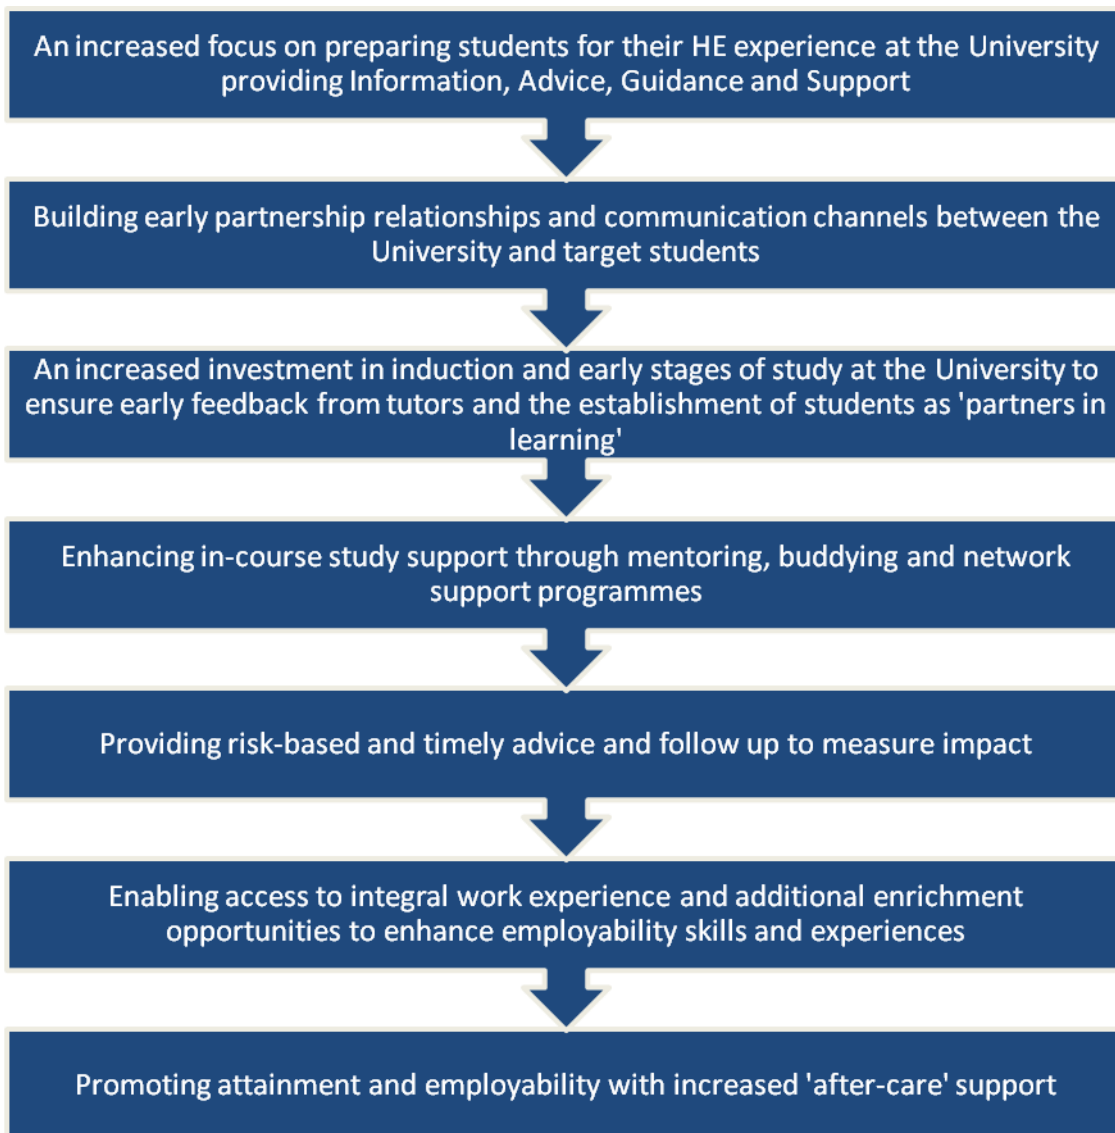 An increased focus on preparing students for their HE experience at the University
providing Information, Advice, Guidance and Support
Building early partnership relationships and communication channels between the
University and target students
An increased investment in induction and early stages of study at the University to
ensure early feedback from tutors and the establishment of students as 'partners in
learning'
Enhancing in-course study support through mentoring, buddying and network
support programmes
Providing risk-based and timely advice and follow up to measure impact
Enabling access to integral work experience and additional enrichment
opportunities to enhance employability skills and experiences
Promoting attainment and employability with increased 'after-care' support